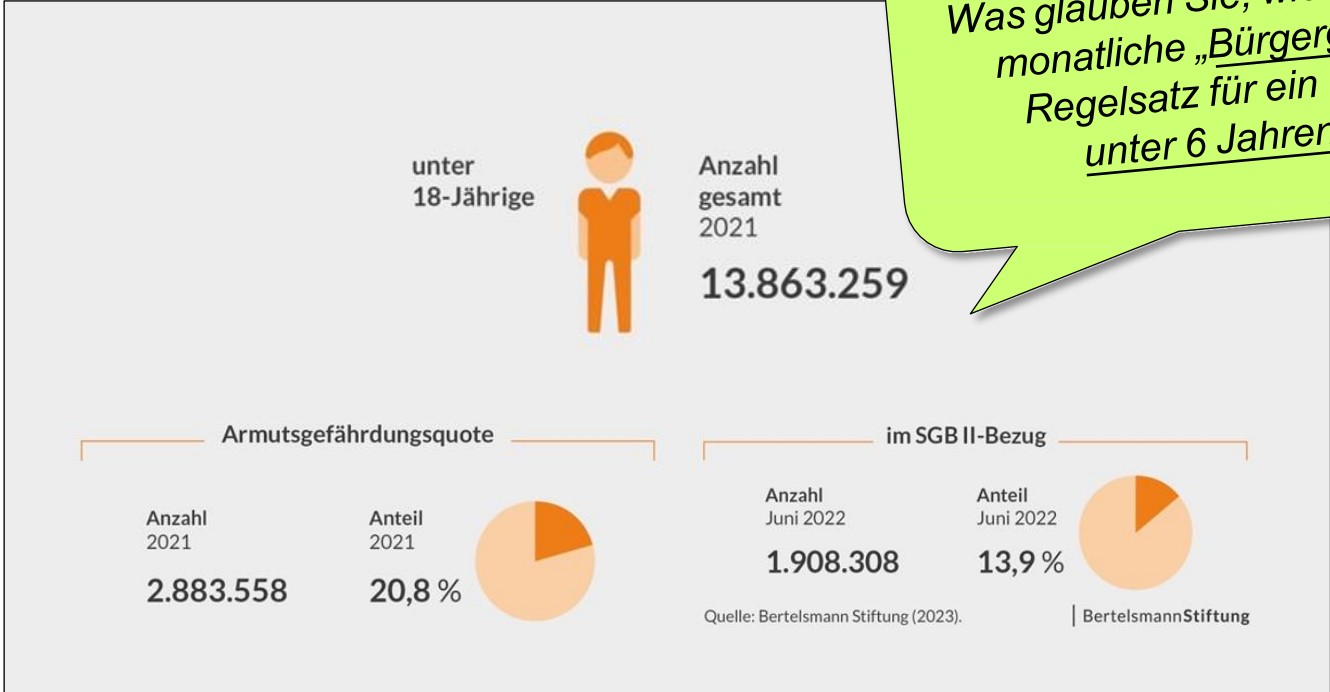 Was glauben Sie,
monatliche „Bürgerg
Regelsatz für ein
unter 6 Jahren
unter
18-Jährige
Anzahl
gesamt
2021
13.863.259
Armutsgefährdungsquote
Anzahl
2021
2.883.558
Anteil
2021
20,8 %
im SGB II-Bezug
Anzahl
Juni 2022
1.908.308
Anteil
Juni 2022
13,9 %
Quelle: Bertelsmann Stiftung (2023).
| BertelsmannStiftung